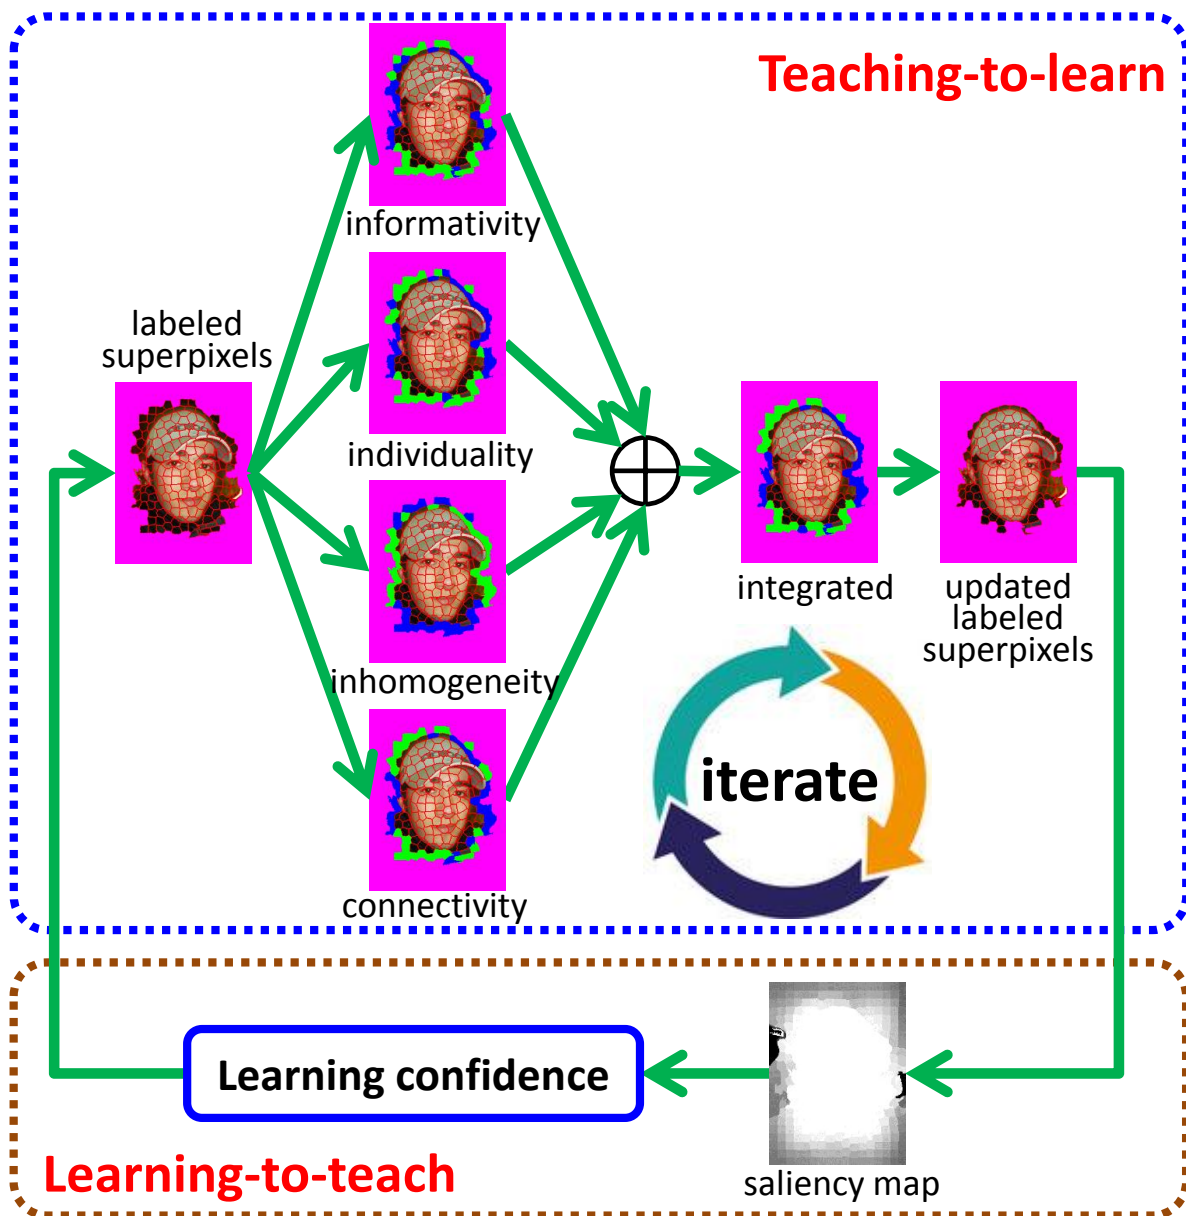 Teaching-to-learn
informativity
labeled
superpixels
individuality
inhomogeneity
connectivity
integrated
updated
labeled
superpixels
iterate
Learning confidence
Learning-to-teach
saliency map